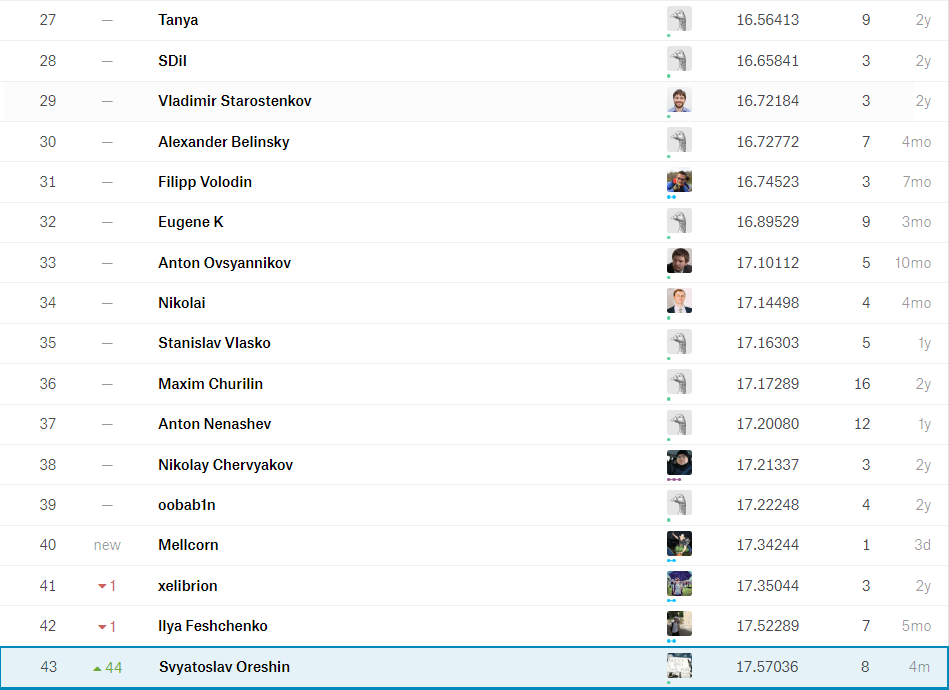 27 — Tanya 16.56413 9 2y
28 — SDil 16.65841 3 2y
29 — Vladimir Starostenkov 16.72184 3 2y
30 — Alexander Belinsky 16.72772 7 4mo
31 — Filipp Volodin 16.74523 3 7mo
32 — Eugene K 16.89529 9 3mo
33 — Anton Ovsyannikov 17.10112 5 10mo
34 — Nikolai 17.14498 4 4mo
35 — Stanislav Vlasko 17.16303 5 1y
36 — Maxim Churilin 17.17289 16 2y
37 — Anton Nenashev 17.20080 12 1y
38 — Nikolay Chervyakov 17.21337 3 2y
39 — oobab1n 17.22248 4 2y
40 new Mellcorn 17.34244 1 3d
41 ▼1 xelibrion 17.35044 3 2y
42 ▼1 Ilya Feshchenko 17.52289 7 5mo
43 ▲44 Svyatoslav Oreshin 17.57036 8 4m